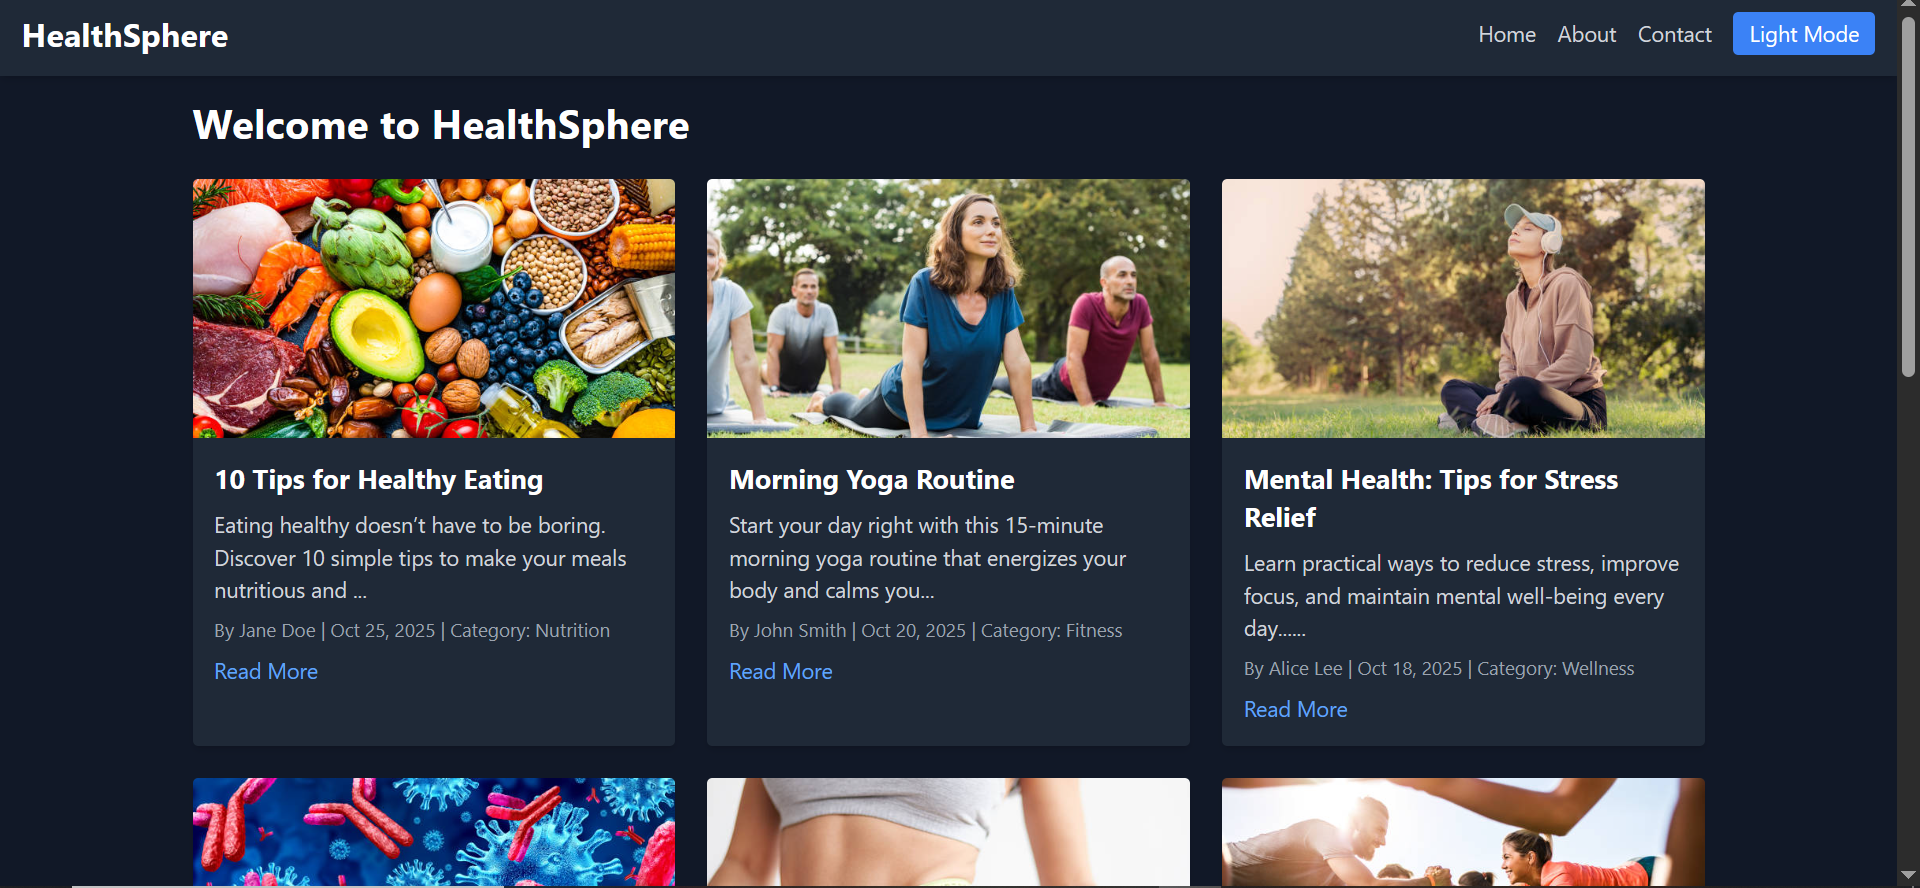 HealthSphere
Home About Contact Light Mode
Welcome to HealthSphere
10 Tips for Healthy Eating
Eating healthy doesn’t have to be boring.
Discover 10 simple tips to make your meals
nutritious and ...
By Jane Doe | Oct 25, 2025 | Category: Nutrition
Read More
Morning Yoga Routine
Start your day right with this 15-minute
morning yoga routine that energizes your
body and calms you...
By John Smith | Oct 20, 2025 | Category: Fitness
Read More
Mental Health: Tips for Stress
Relief
Learn practical ways to reduce stress, improve
focus, and maintain mental well-being every
day......
By Alice Lee | Oct 18, 2025 | Category: Wellness
Read More